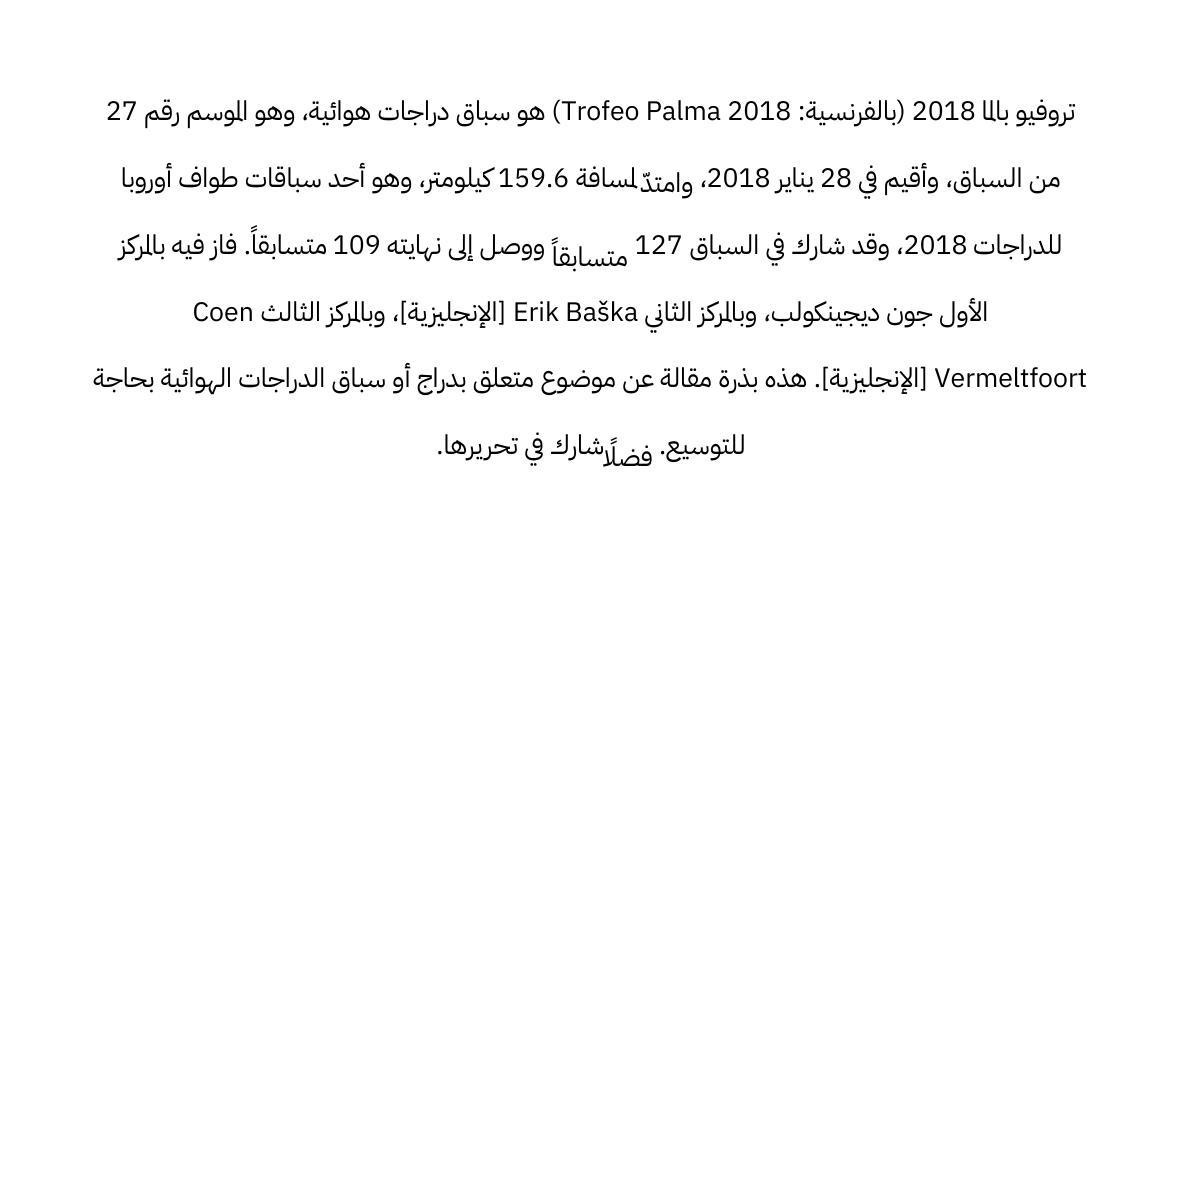 تروفيو بالما 2018 (بالفرنسية: Trofeo Palma 2018) هو سباق دراجات هوائية، وهو الموسم رقم 27
من السباق، وأقيم في 28 يناير 2018، وامتدّ لمسافة 159.6 كيلومتر، وهو أحد سباقات طواف أوروبا
للدراجات 2018، وقد شارك في السباق 127 متسابقاً ووصل إلى نهايته 109 متسابقاً. فاز فيه بالمركز
الأول جون ديجينكولب، وبالمركز الثاني Erik Baška [الإنجليزية]، وبالمركز الثالث Coen
Vermeltfoort [الإنجليزية]. هذه بذرة مقالة عن موضوع متعلق بدراج أو سباق الدراجات الهوائية بحاجة
للتوسيع. فضلًا شارك في تحريرها.